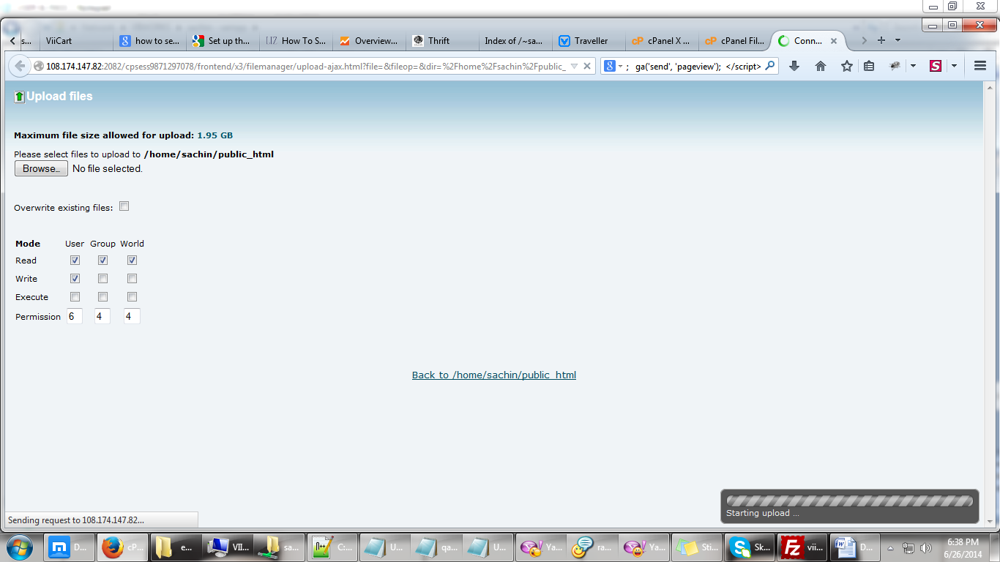 s...
ViiCart
how to se...
Set up th...
How To S...
Overview...
Thrift
Index of /~sa...
Traveller
cPanel X ...
cPanel Fil...
Conn...
108.174.147.82:2082/cpsess9871297078/frontend/x3/filemanager/upload-ajax.html?file=&fileop=&dir=%2Fhome%2Fsachin%2Fpublic_
; ga('send', 'pageview'); </script>
Upload files
Maximum file size allowed for upload: 1.95 GB
Please select files to upload to /home/sachin/public_html
Browse.. No file selected.
Overwrite existing files:
Mode User Group World
Read
Write
Execute
Permission 6 4 4
Back to /home/sachin/public_html
Starting upload ...
Sending request to 108.174.147.82...
D...
cP...
e...
VII...
sa...
C:...
U...
qa...
U...
Ya...
ra...
Ya...
Sti...
Sk...
vii...
D...
6:38 PM
6/26/2014